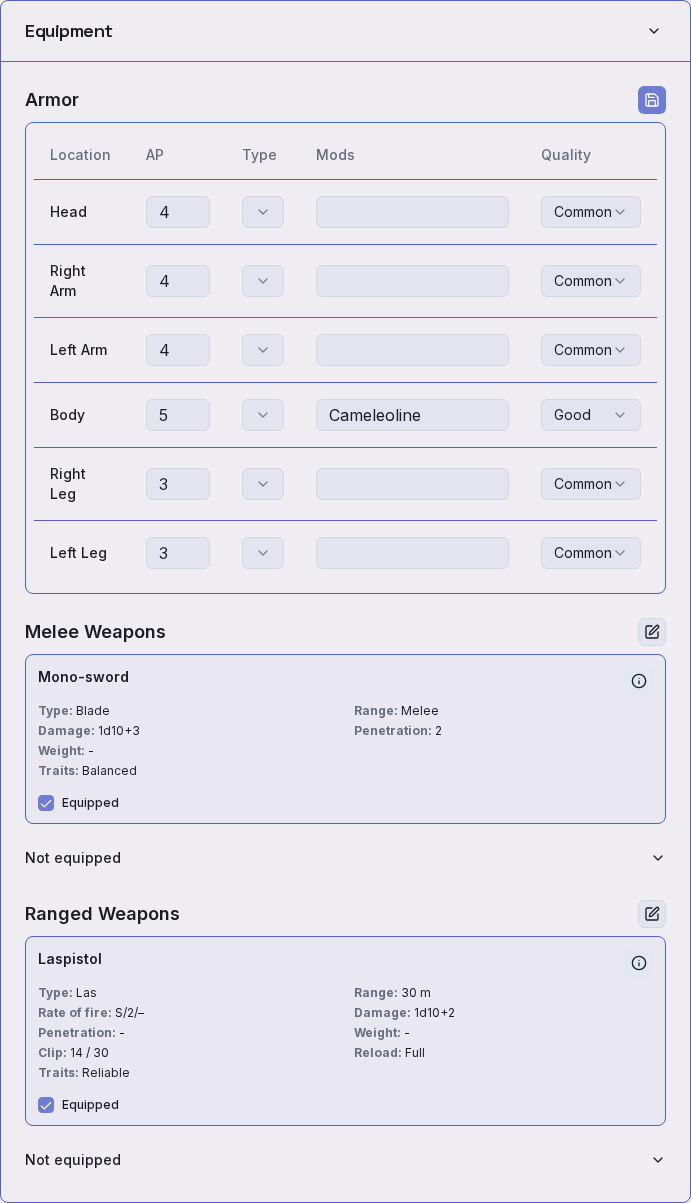 Equipment
Armor
Location AP Type Mods Quality
Head 4 Common
Right
Arm 4 Common
Left Arm 4 Common
Body 5 Cameleoline Good
Right
Leg 3 Common
Left Leg 3 Common
Melee Weapons
Mono-sword
Type: Blade Range: Melee
Damage: 1d10+3 Penetration: 2
Weight: -
Traits: Balanced
Equipped
Not equipped
Ranged Weapons
Laspistol
Type: Las Range: 30 m
Rate of fire: S/2/– Damage: 1d10+2
Penetration: - Weight: -
Clip: 14 / 30 Reload: Full
Traits: Reliable
Equipped
Not equipped